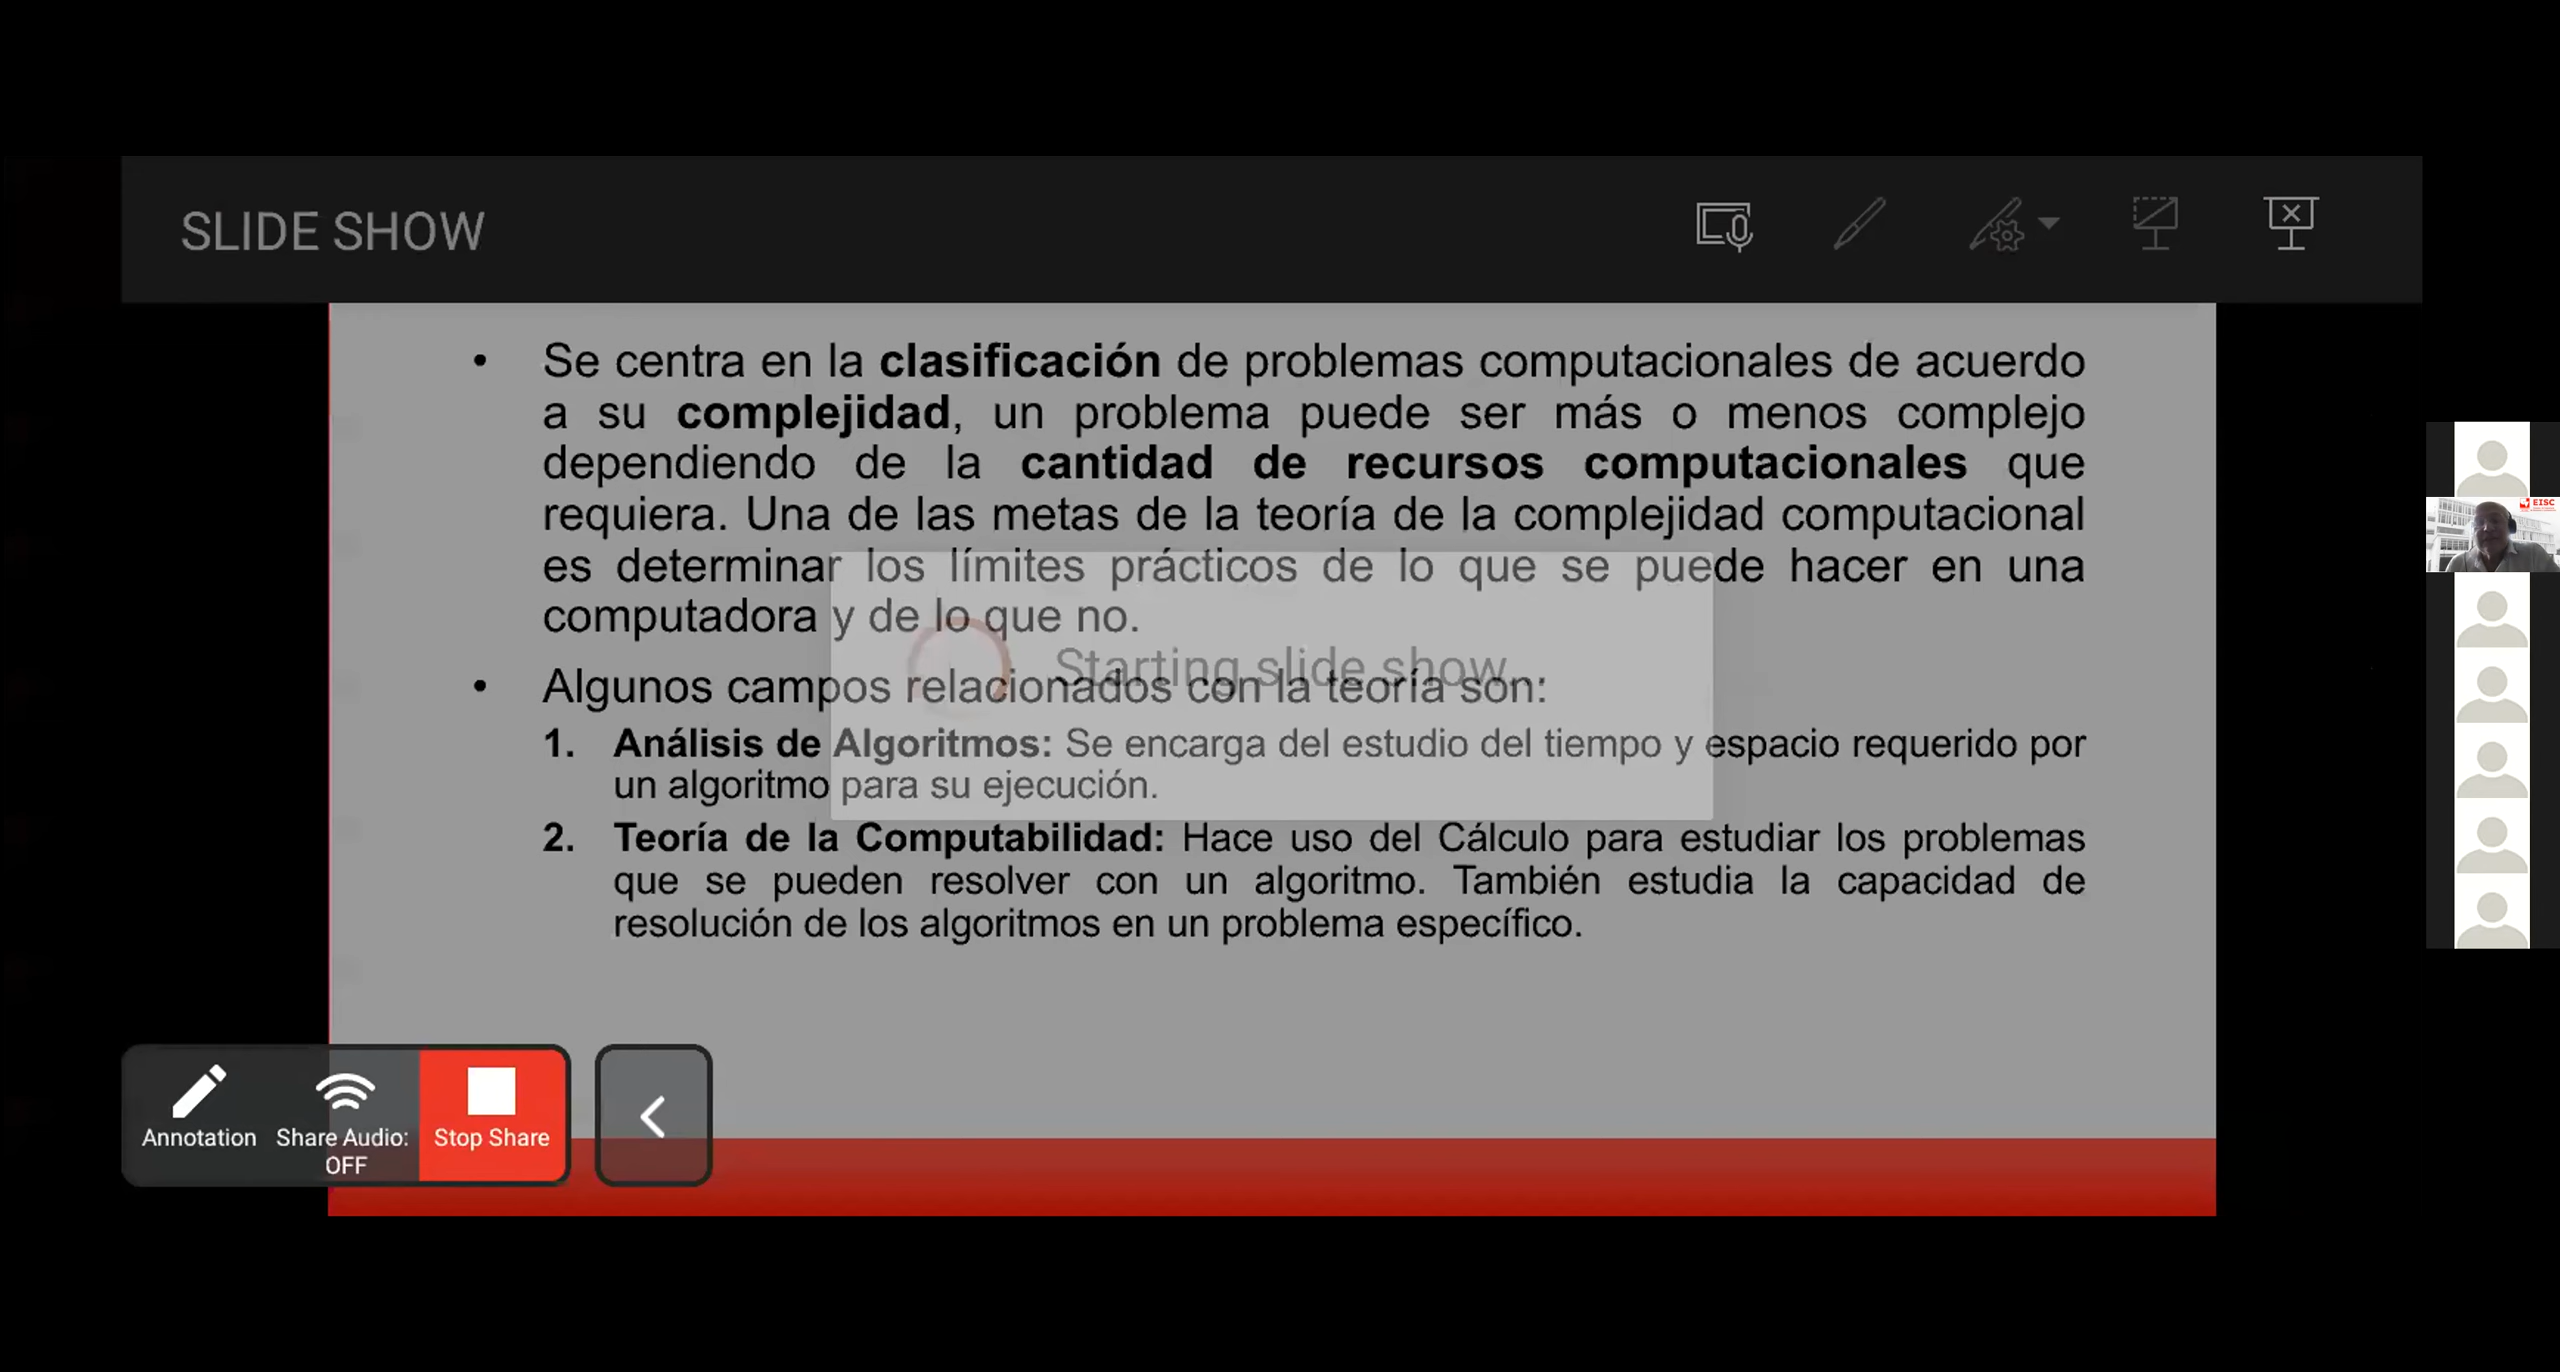 SLIDE SHOW
• Se centra en la clasificación de problemas computacionales de acuerdo
a su complejidad, un problema puede ser más o menos complejo
dependiendo de la cantidad de recursos computacionales que
requiera. Una de las metas de la teoría de la complejidad computacional
es determinar los límites prácticos de lo que se puede hacer en una
computadora y de lo que no.
Starting slide show...
• Algunos campos relacionados con la teoría son:
1. Análisis de Algoritmos: Se encarga del estudio del tiempo y espacio requerido por
un algoritmo para su ejecución.
2. Teoría de la Computabilidad: Hace uso del Cálculo para estudiar los problemas
que se pueden resolver con un algoritmo. También estudia la capacidad de
resolución de los algoritmos en un problema específico.
Annotation
Share Audio:
OFF
Stop Share
EISC